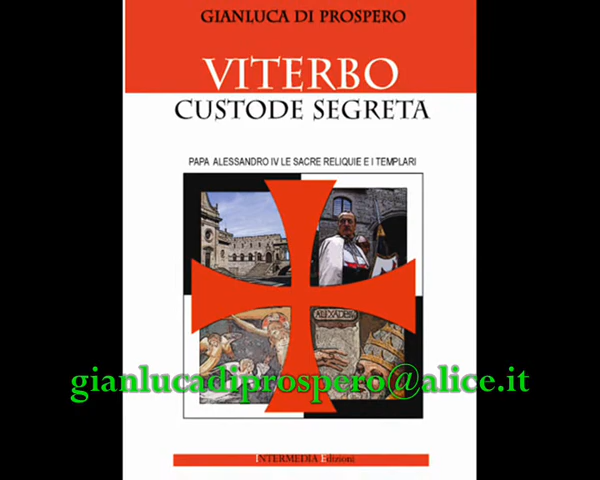 GIANLUCA DI PROSPERO
VITERBO
CUSTODE SEGRETA
PAPA ALESSANDRO IV LE SACRE RELIQUIE E I TEMPLARI
gianlucadiprospero@alice.it
INTERMEDIA Edizioni